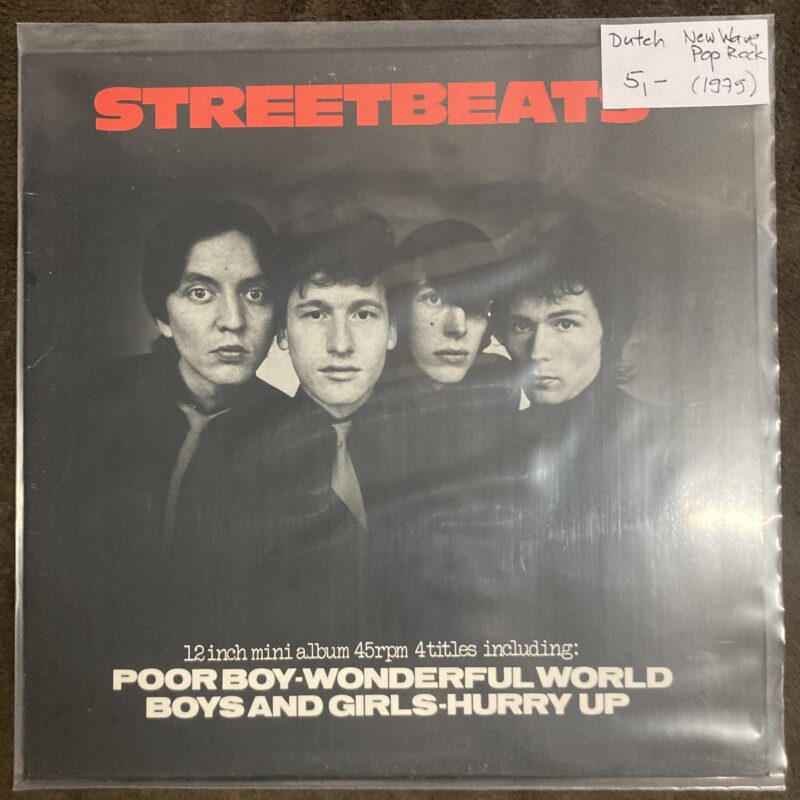 Dutch New Wave
Pop Rock
5,- (1979)
STREETBEATS
12 inch mini album 45rpm 4 titles including:
POOR BOY-WONDERFUL WORLD
BOYS AND GIRLS-HURRY UP